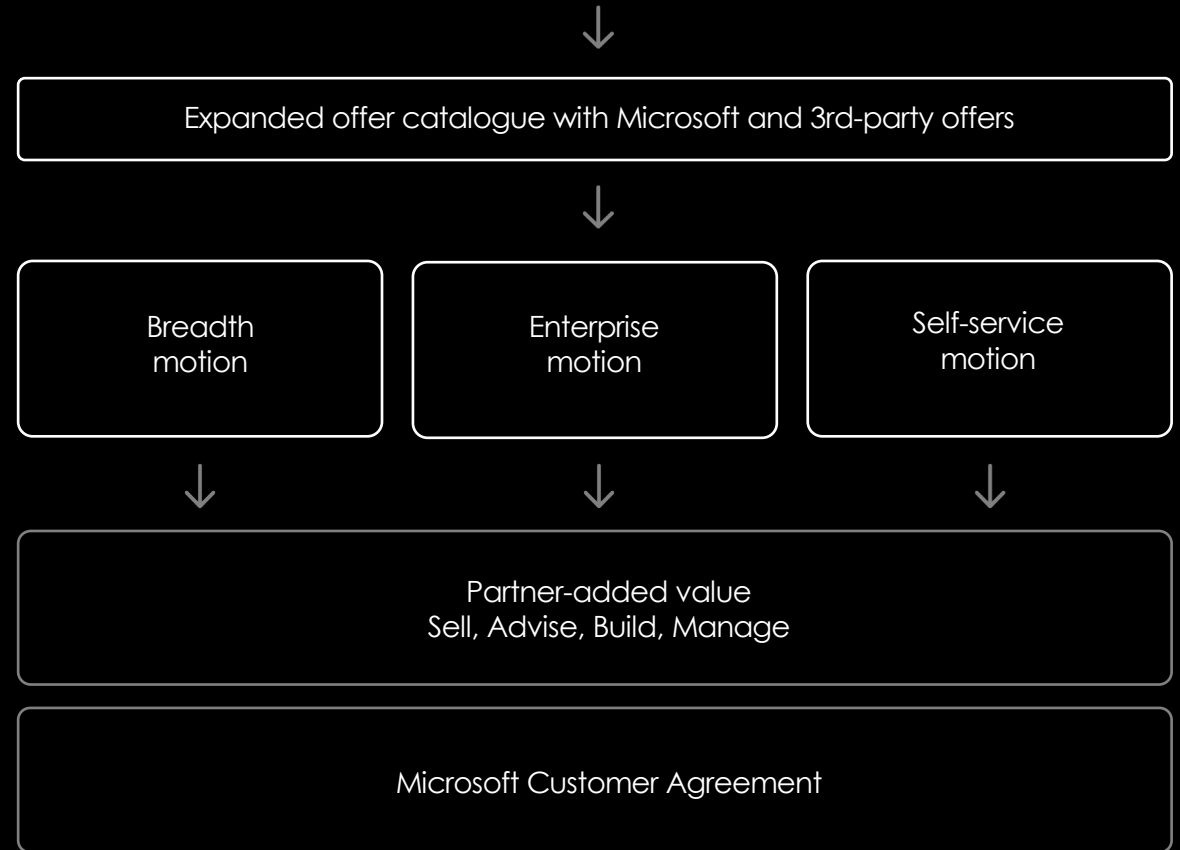 Expanded offer catalogue with Microsoft and 3rd-party offers
Breadth
motion
Enterprise
motion
Self-service
motion
Partner-added value
Sell, Advise, Build, Manage
Microsoft Customer Agreement